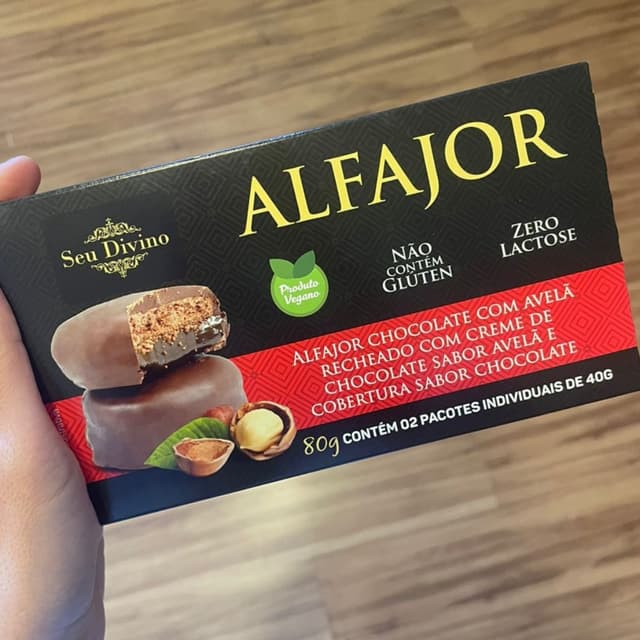 ALFAJOR
Seu Divino
Produto
Vegano
NÃO
CONTÉM
GLUTEN
ZERO
LACTOSE
ALFAJOR CHOCOLATE COM AVELÃ
RECHEADO COM CREME DE
CHOCOLATE SABOR AVELÃ E
COBERTURA SABOR CHOCOLATE
80g CONTÉM 02 PACOTES INDIVIDUAIS DE 40G